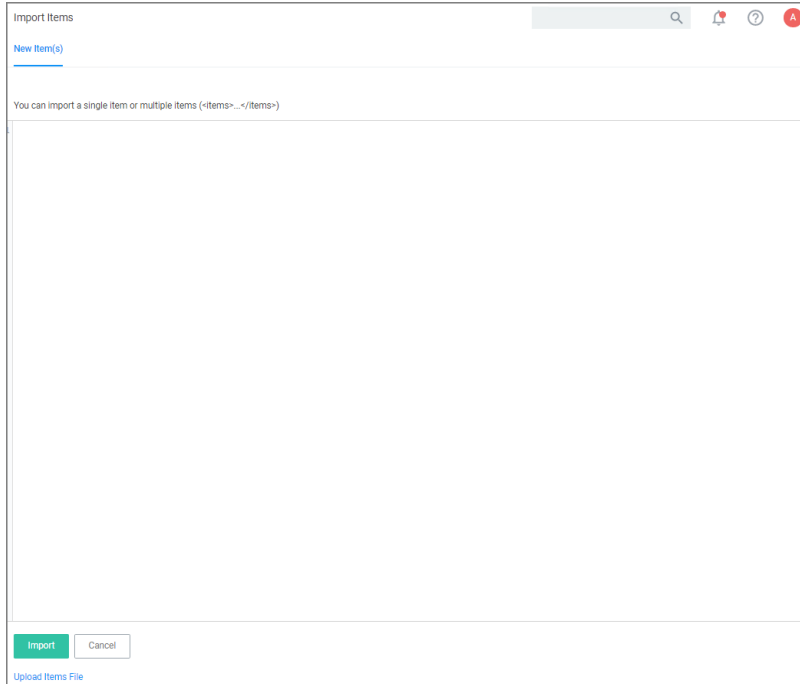 Import Items
A
New Item(s)
You can import a single item or multiple items (<items>...</items>)
1
Import
Cancel
Upload Items File